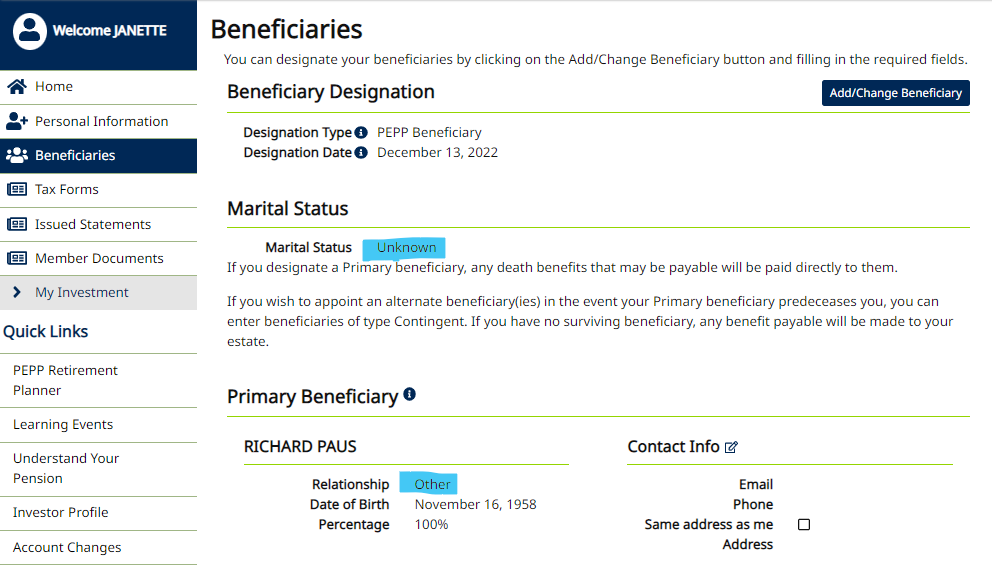 Welcome JANETTE
Home
Personal Information
Beneficiaries
Tax Forms
Issued Statements
Member Documents
My Investment
Quick Links
PEPP Retirement
Planner
Learning Events
Understand Your
Pension
Investor Profile
Account Changes
Beneficiaries
You can designate your beneficiaries by clicking on the Add/Change Beneficiary button and filling in the required fields.
Beneficiary Designation
Add/Change Beneficiary
Designation Type PEPP Beneficiary
Designation Date December 13, 2022
Marital Status
Marital Status Unknown
If you designate a Primary beneficiary, any death benefits that may be payable will be paid directly to them.
If you wish to appoint an alternate beneficiary(ies) in the event your Primary beneficiary predeceases you, you can
enter beneficiaries of type Contingent. If you have no surviving beneficiary, any benefit payable will be made to your
estate.
Primary Beneficiary
RICHARD PAUS
Relationship Other
Date of Birth November 16, 1958
Percentage 100%
Contact Info
Email
Phone
Same address as me
Address